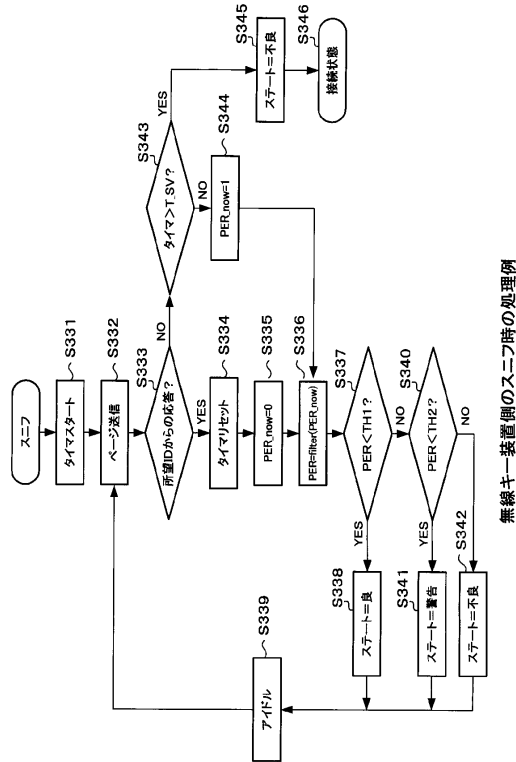 スニフ
タイマスタート
S331
ページ送信
S332
所望IDからの応答?
S333
NO
YES
タイマ>T_SV?
S343
YES
NO
ステート=不良
S345
接続状態
S346
PER_now=1
S344
タイマリセット
S334
PER_now=0
S335
PER=filter(PER_now)
S336
PER<TH1?
S337
YES
NO
ステート=良
S338
アイドル
S339
PER<TH2?
S340
YES
NO
ステート=警告
S341
ステート=不良
S342
無線キー装置側のスニフ時の処理例